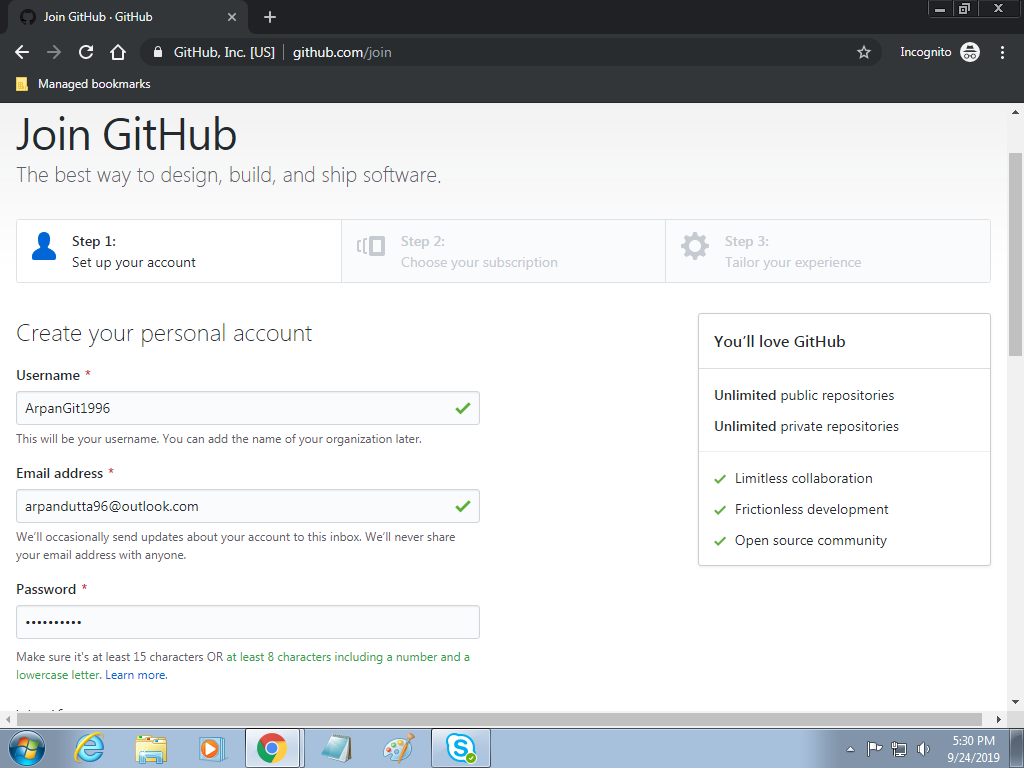 Join GitHub · GitHub
GitHub, Inc. [US] github.com/join
Incognito
Managed bookmarks
Join GitHub
The best way to design, build, and ship software.
Step 1:
Set up your account
Step 2:
Choose your subscription
Step 3:
Tailor your experience
Create your personal account
Username *
ArpanGit1996
This will be your username. You can add the name of your organization later.
Email address *
arpandutta96@outlook.com
We'll occasionally send updates about your account to this inbox. We'll never share
your email address with anyone.
Password *
••••••••••
Make sure it's at least 15 characters OR at least 8 characters including a number and a
lowercase letter. Learn more.
You'll love GitHub
Unlimited public repositories
Unlimited private repositories
Limitless collaboration
Frictionless development
Open source community
5:30 PM
9/24/2019